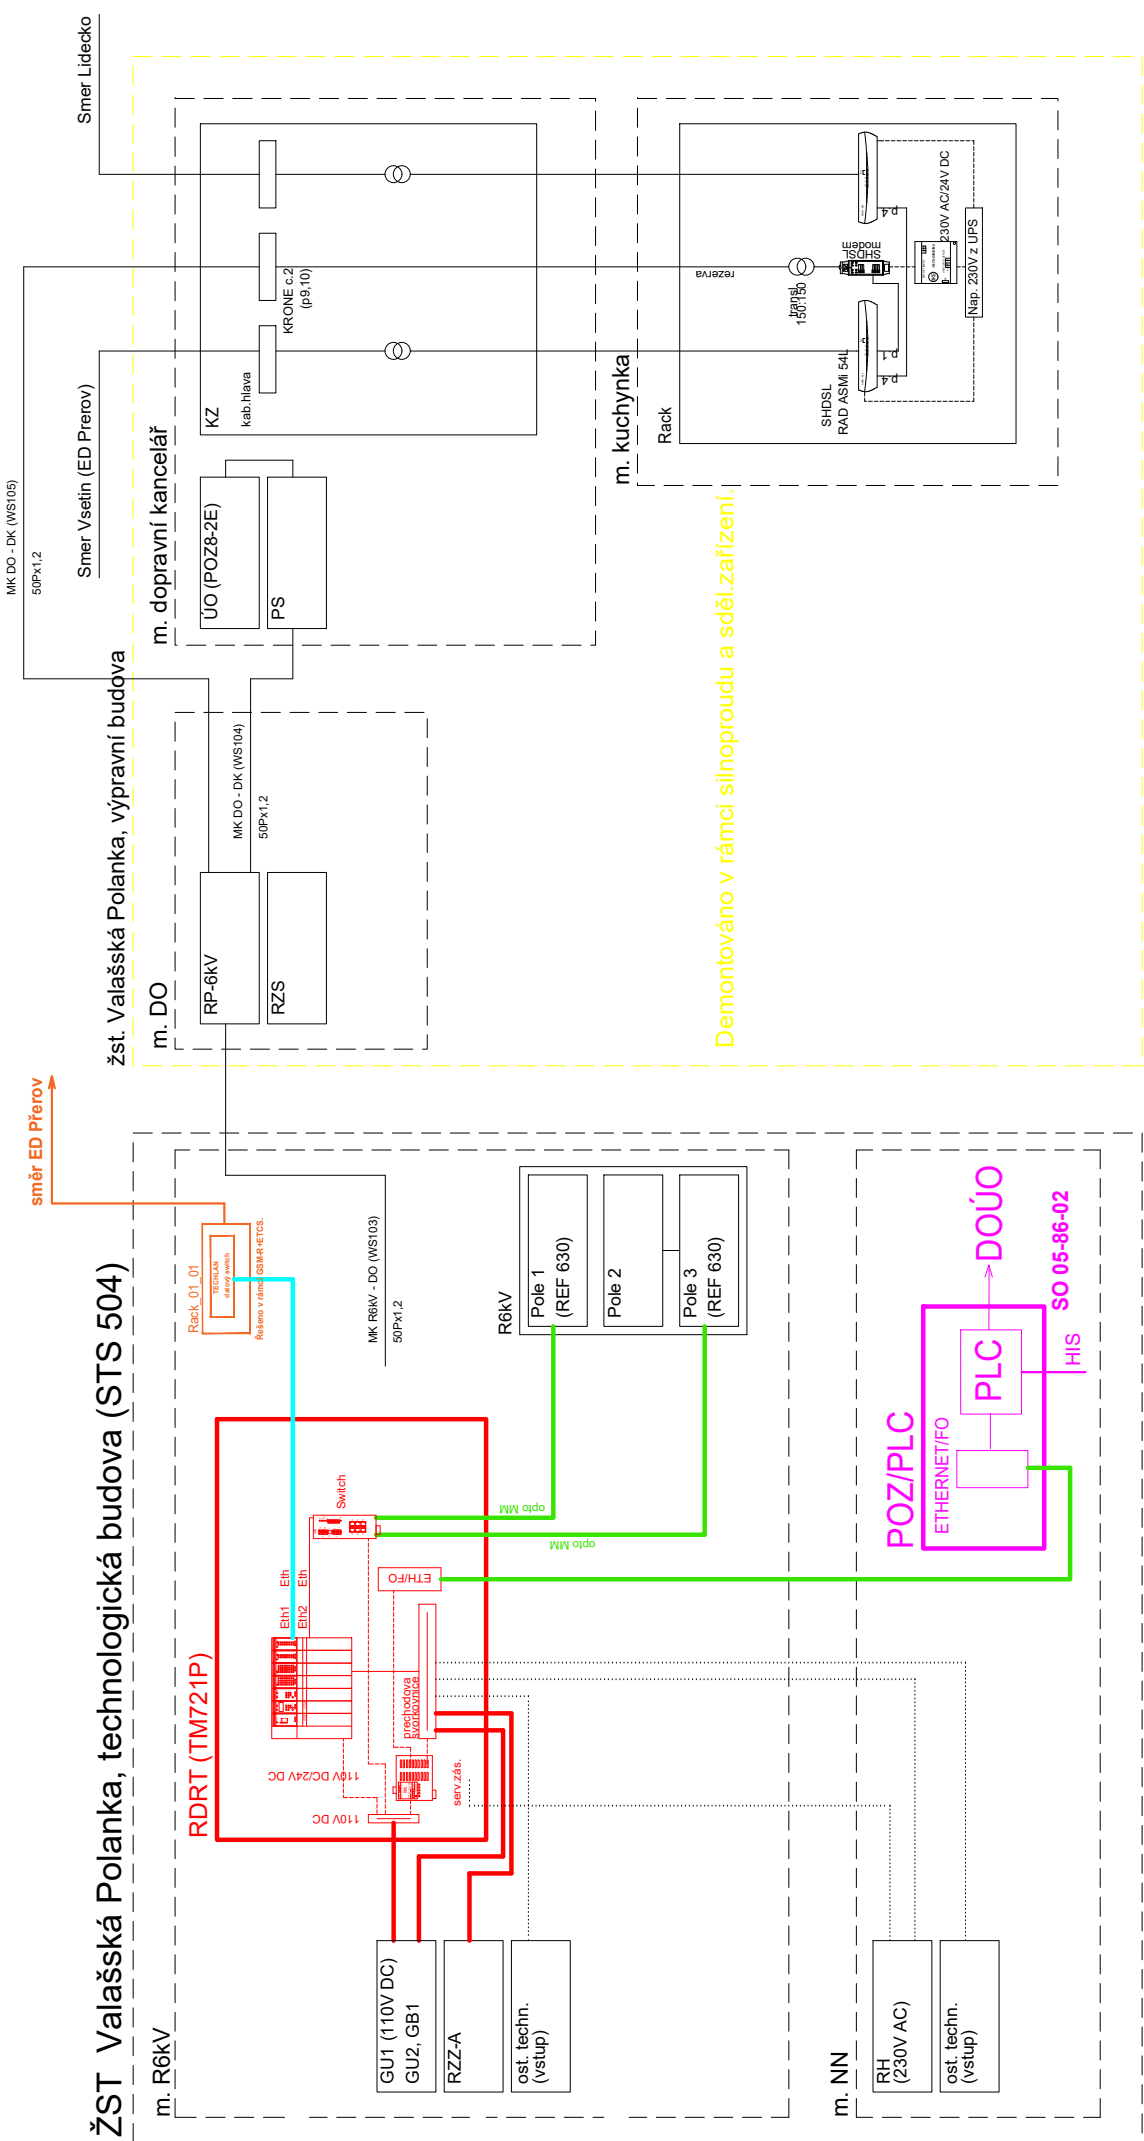 ŽST Valašská Polanka, technologická budova (STS 504)
m. R6kV
RDRT (TM721P)
Eth1
Eth
Eth2
Eth
Switch
ETH/FO
prechodova
svorkovnice
110V DC/24V DC
110V DC
serv.zás.
GU1 (110V DC)
GU2, GB1
RZZ-A
ost. techn.
(vstup)
Rack_01_01
TECHLAN
datový switch
Řešeno v rámci GSM-R+ETCS.
směr ED Přerov
MK R6kV - DO (WS103)
50Px1,2
R6kV
Pole 1
(REF 630)
Pole 2
Pole 3
(REF 630)
opto MM
opto MM
m. NN
RH
(230V AC)
ost. techn.
(vstup)
POZ/PLC
ETHERNET/FO
PLC
DOÚO
HIS
SO 05-86-02
žst. Valašská Polanka, výpravní budova
m. DO
RP-6kV
RZS
MK DO - DK (WS104)
50Px1,2
MK DO - DK (WS105)
50Px1,2
m. dopravní kancelář
ÚO (POZ8-2E)
PS
Smer Vsetin (ED Prerov)
Smer Lidecko
KZ
kab.hlava
KRONE c.2
(p9,10)
m. kuchynka
Rack
rezerva
transl.
150:150
SHDSL
modem
SHDSL
RAD ASMi 54L
p.4
p.1
p.4
230V AC/24V DC
Nap. 230V z UPS
Demontováno v rámci silnoproudu a sděl.zařízení.